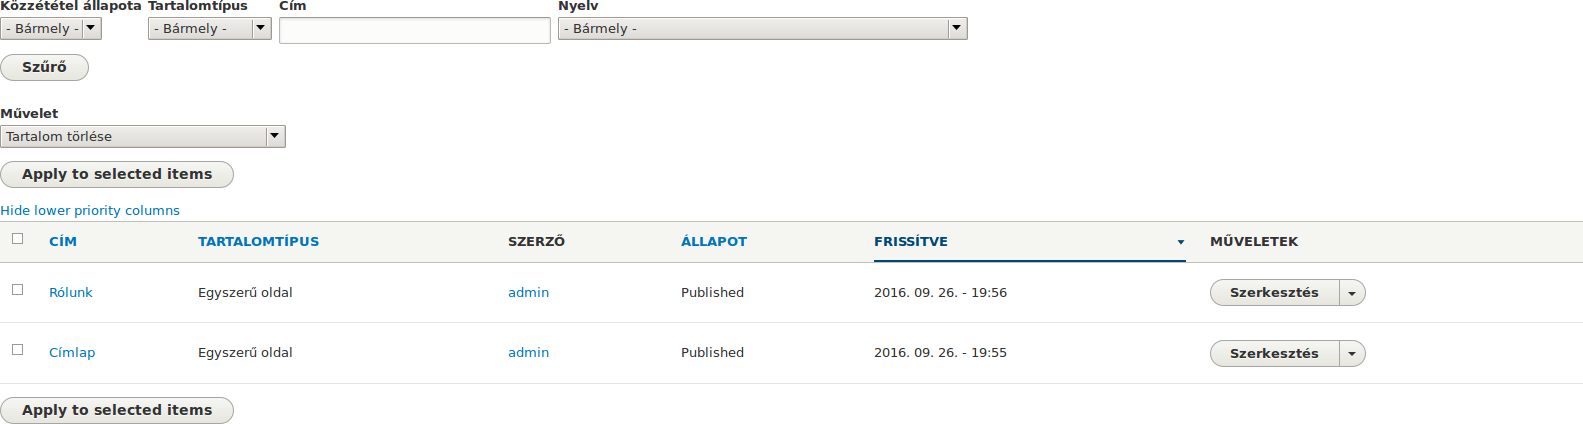 Közzététel állapota Tartalomtípus Cím Nyelv
- Bármely - - Bármely - - Bármely -
Szűrő
Művelet
Tartalom törlése
Apply to selected items
Hide lower priority columns
CÍM TARTALOMTÍPUS SZERZŐ ÁLLAPOT FRISSÍTVE MŰVELETEK
Rólunk Egyszerű oldal admin Published 2016. 09. 26. - 19:56 Szerkesztés
Címlap Egyszerű oldal admin Published 2016. 09. 26. - 19:55 Szerkesztés
Apply to selected items